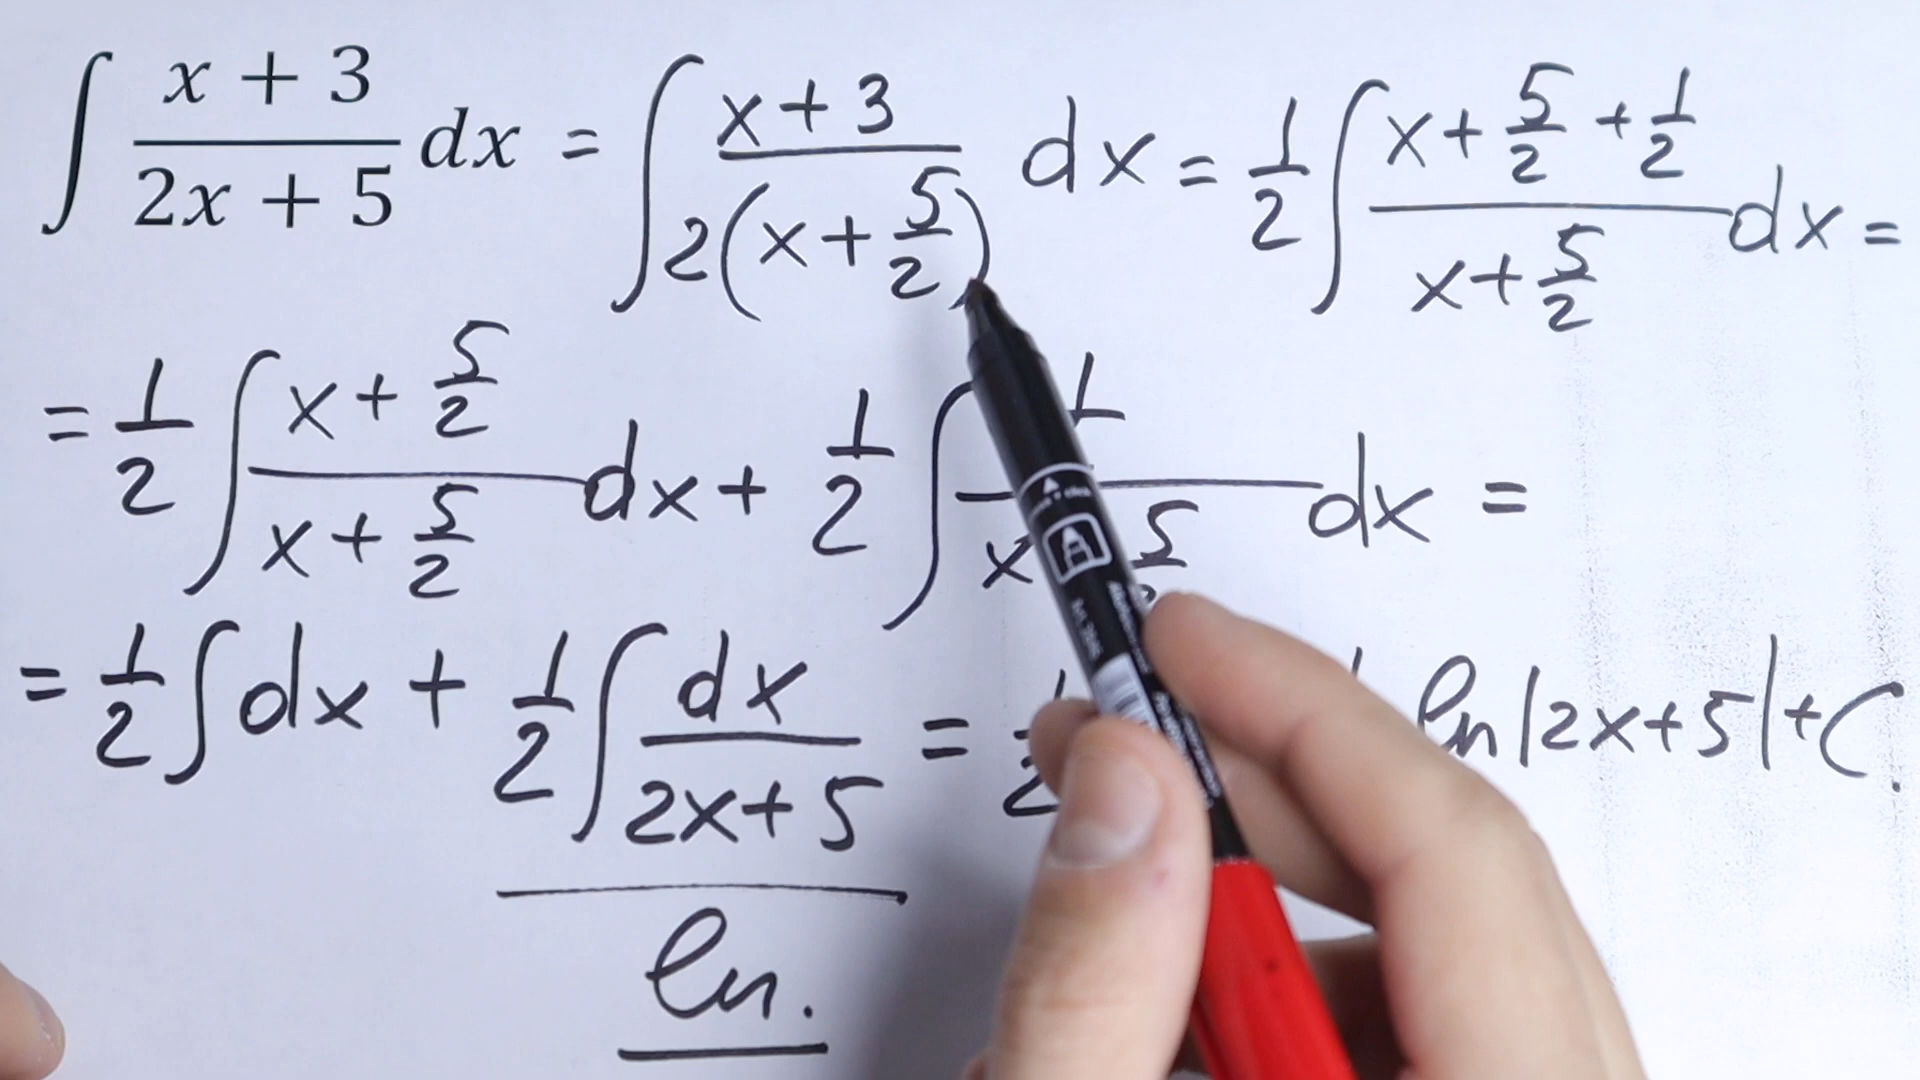 ∫ (x + 3)/(2x + 5) dx = ∫ (x + 3)/(2(x + 5/2)) dx = 1/2 ∫ (x + 5/2 + 1/2)/(x + 5/2) dx =
= 1/2 ∫ (x + 5/2)/(x + 5/2) dx + 1/2 ∫ 1/x 5 dx =
= 1/2 ∫ dx + 1/2 ∫ dx/(2x + 5) = ln |2x + 5| + C.
ln.